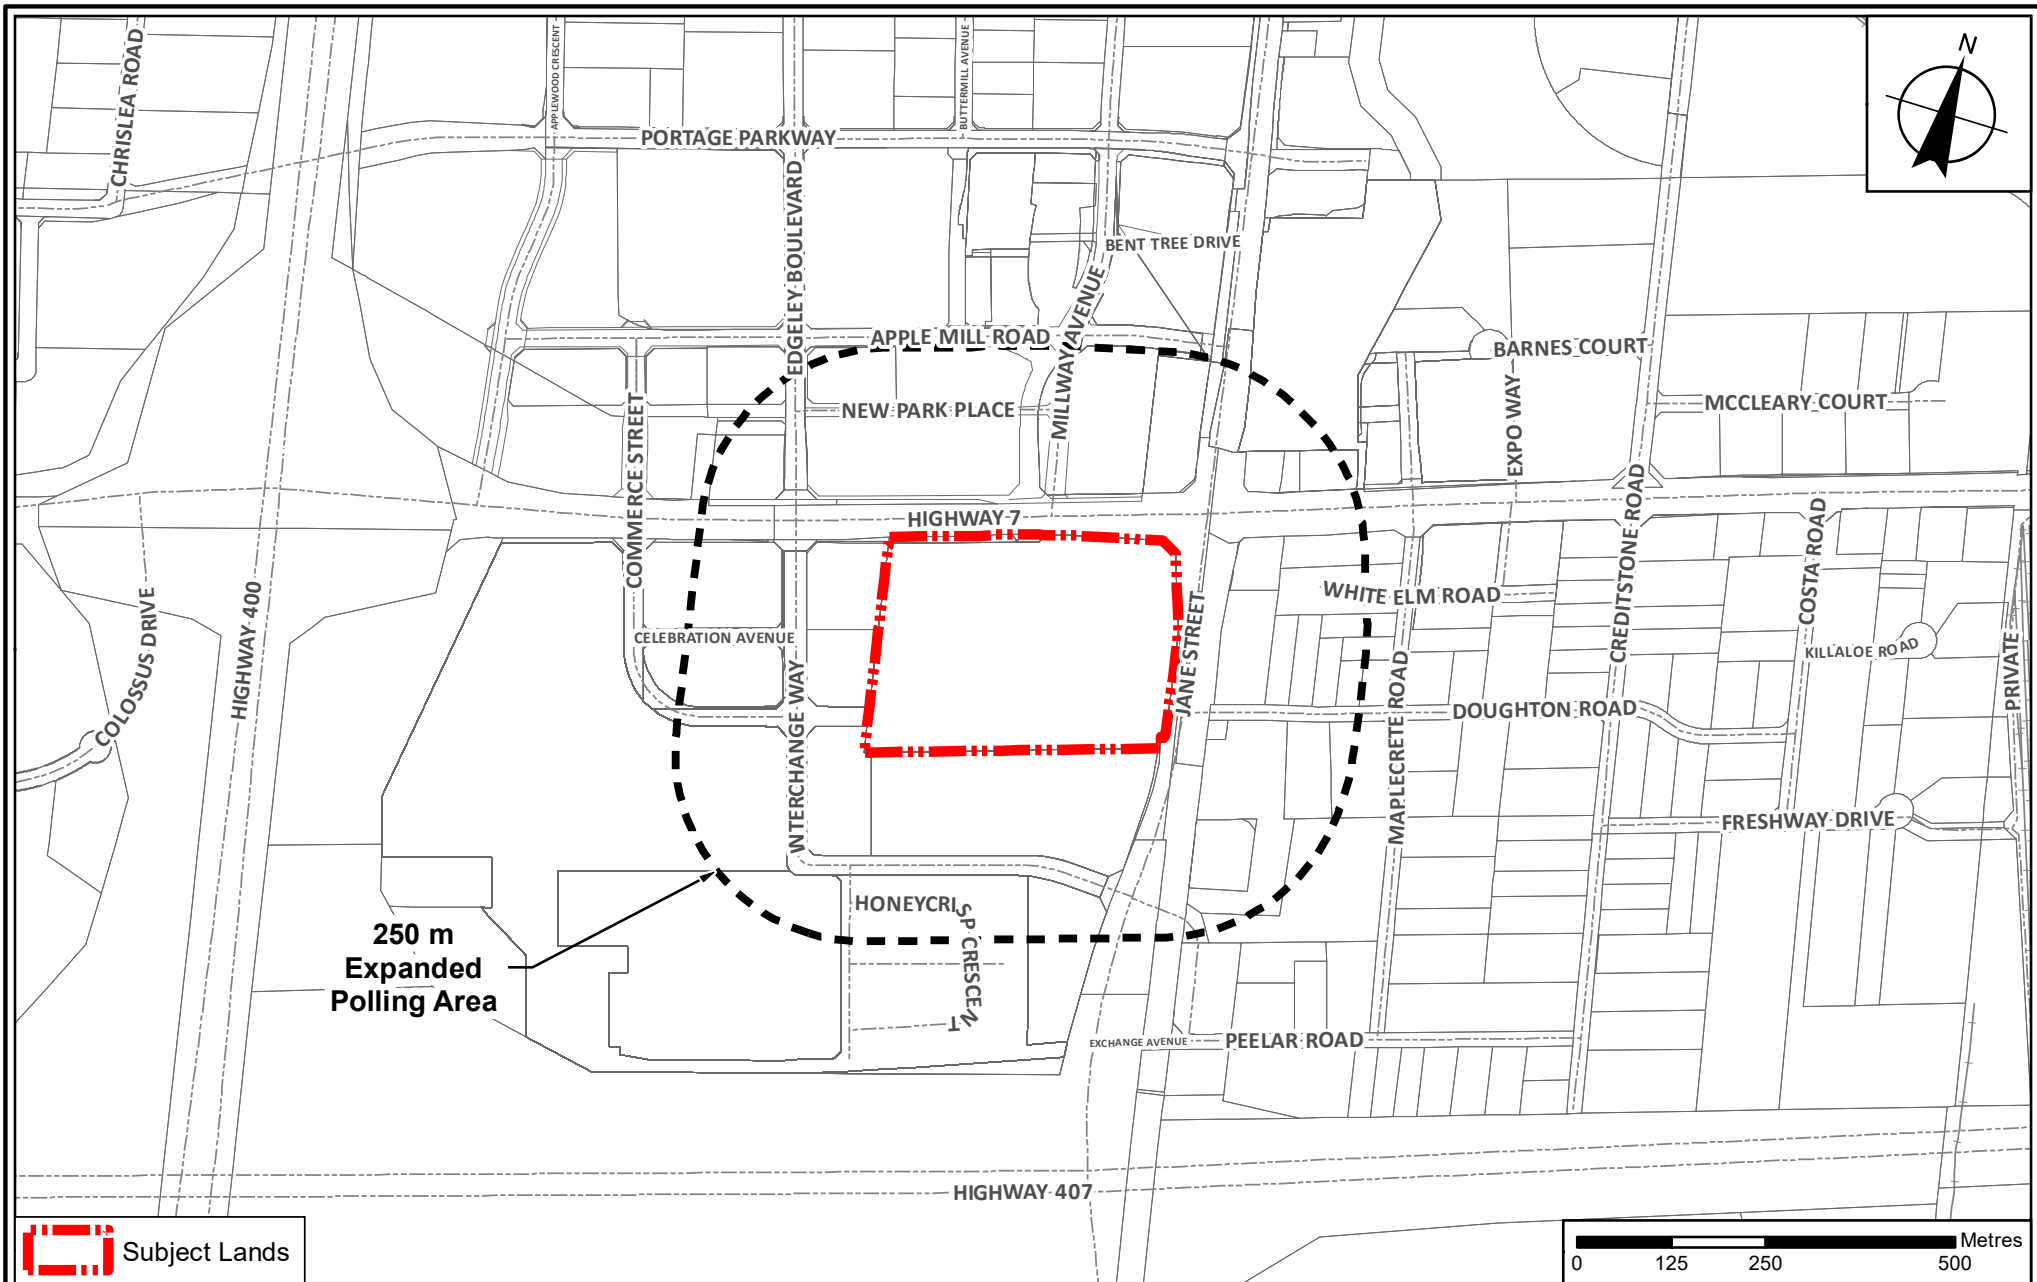 N
CHRISLEA ROAD
APPLEWOOD CRESCENT
BUTTERMILL AVENUE
PORTAGE PARKWAY
EDGELEY BOULEVARD
BENT TREE DRIVE
MILLWAY AVENUE
APPLE MILL ROAD
BARNES COURT
NEW PARK PLACE
MCCLEARY COURT
COMMERCE STREET
EXPO WAY
HIGHWAY 7
CREDITSTONE ROAD
COSTA ROAD
WHITE ELM ROAD
COLOSSUS DRIVE
HIGHWAY 400
CELEBRATION AVENUE
JANE STREET
KILLALOE ROAD
PRIVATE
INTERCHANGE WAY
MAPLECRETE ROAD
DOUGHTON ROAD
FRESHWAY DRIVE
HONEYCRISP CRESCENT
250 m
Expanded
Polling Area
EXCHANGE AVENUE
PEELAR ROAD
HIGHWAY 407
Subject Lands
Metres
0 125 250 500